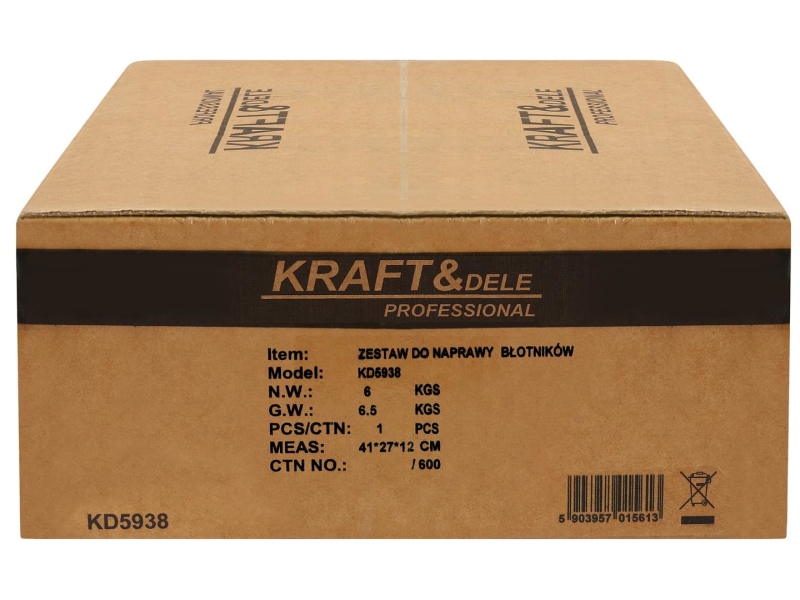 KRAFT&DELE
PROFESSIONAL
KRAFT&DELE
PROFESSIONAL
KRAFT&DELE
PROFESSIONAL
Item: ZESTAW DO NAPRAWY BŁOTNIKÓW
Model: KD5938
N.W.: 6 KGS
G.W.: 6.5 KGS
PCS/CTN: 1 PCS
MEAS: 41*27*12 CM
CTN NO.: / 600
KD5938
5 903957 015613